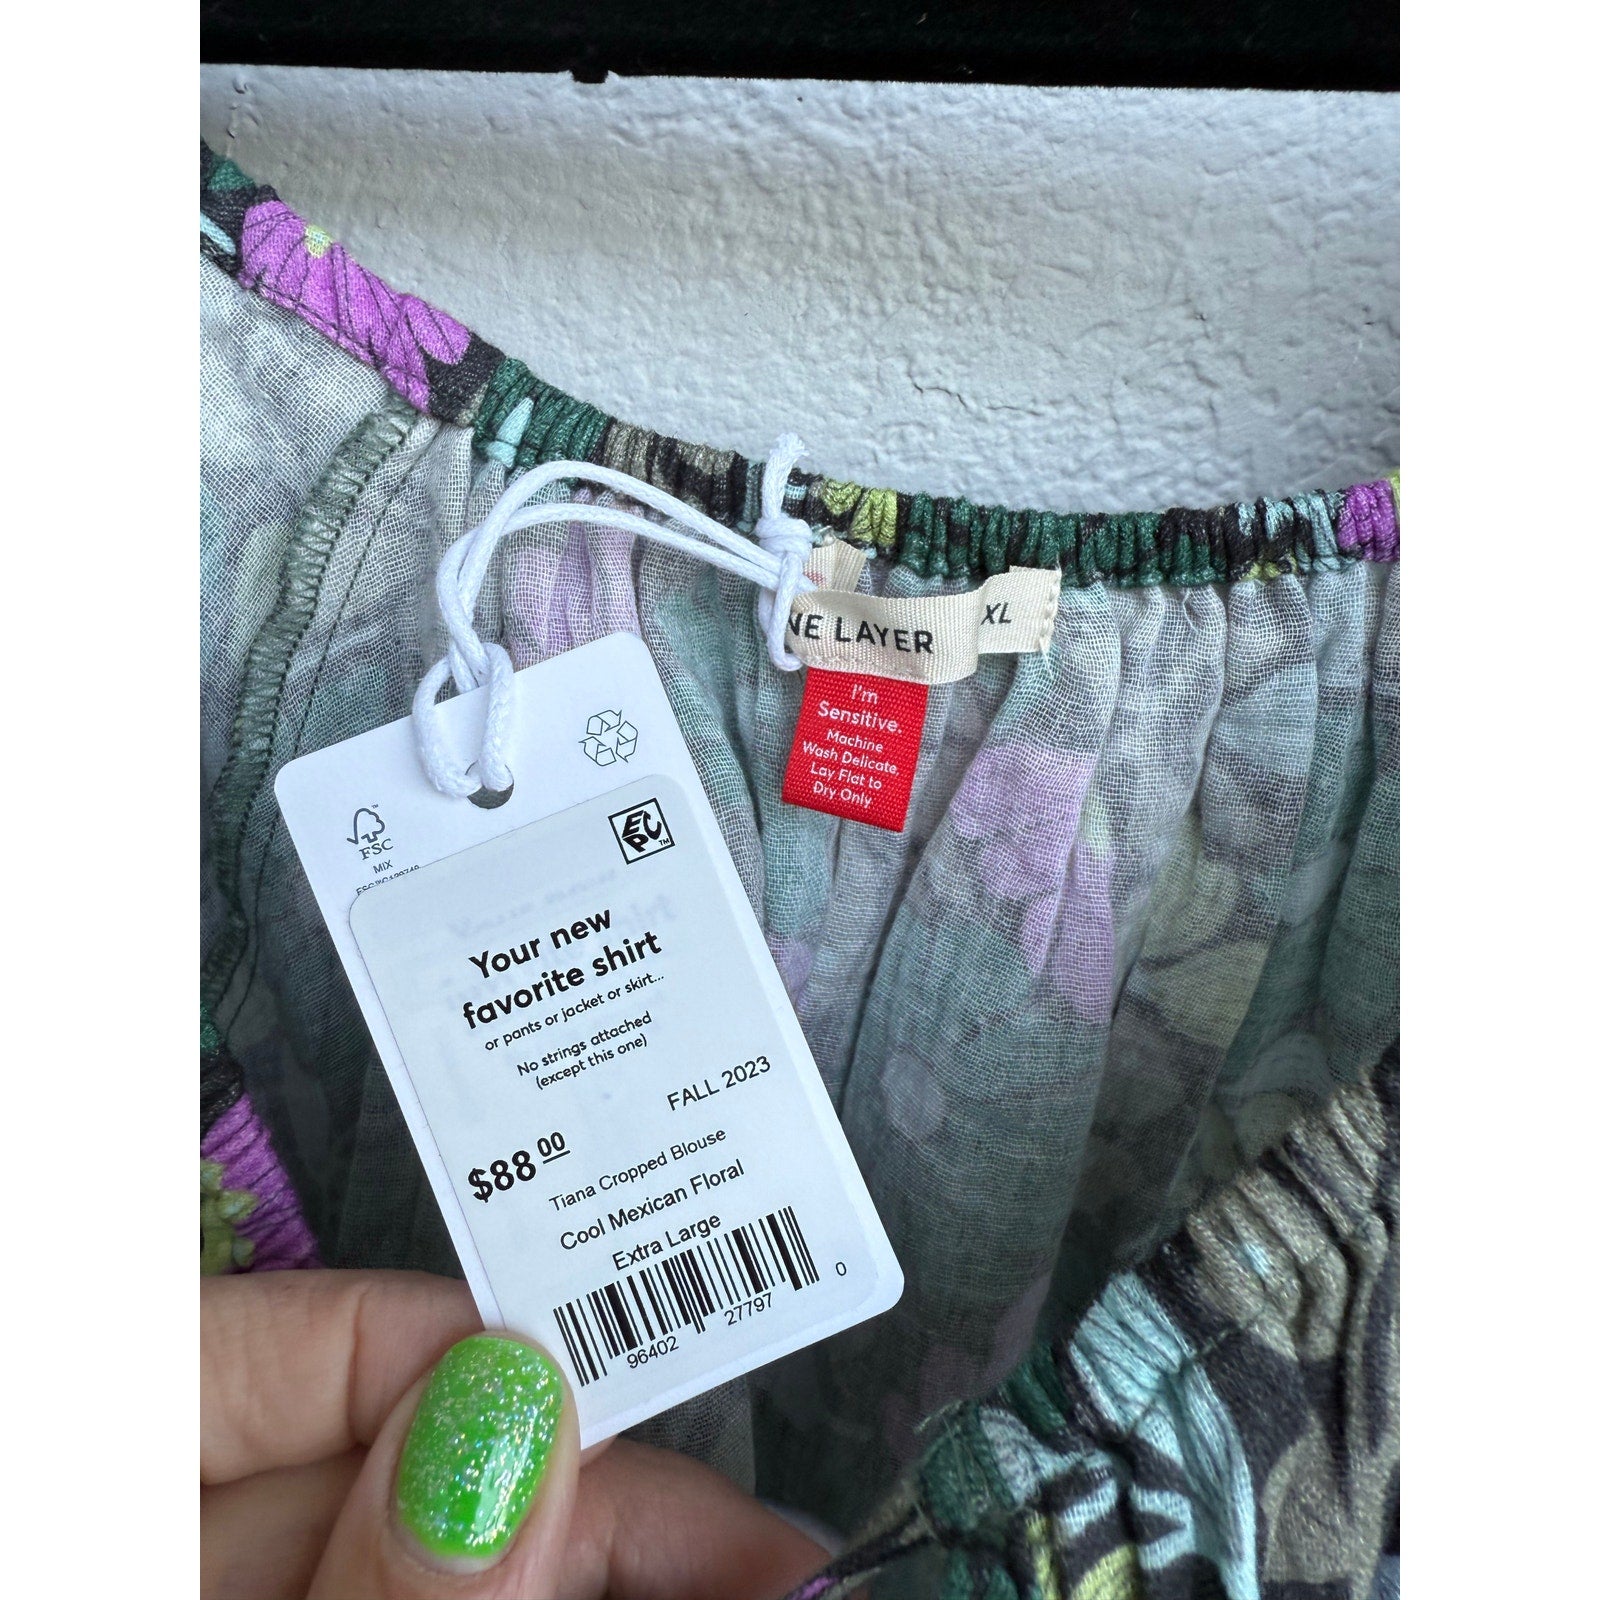 NE LAYER
XL
I'm
Sensitive.
Machine
Wash Delicate.
Lay Flat to
Dry Only
FSC
™
MIX
EPC™
Your new
favorite shirt
or pants or jacket or skirt...
No strings attached
(except this one)
FALL 2023
$88.00
Tiana Cropped Blouse
Cool Mexican Floral
Extra Large
96402 27797 0